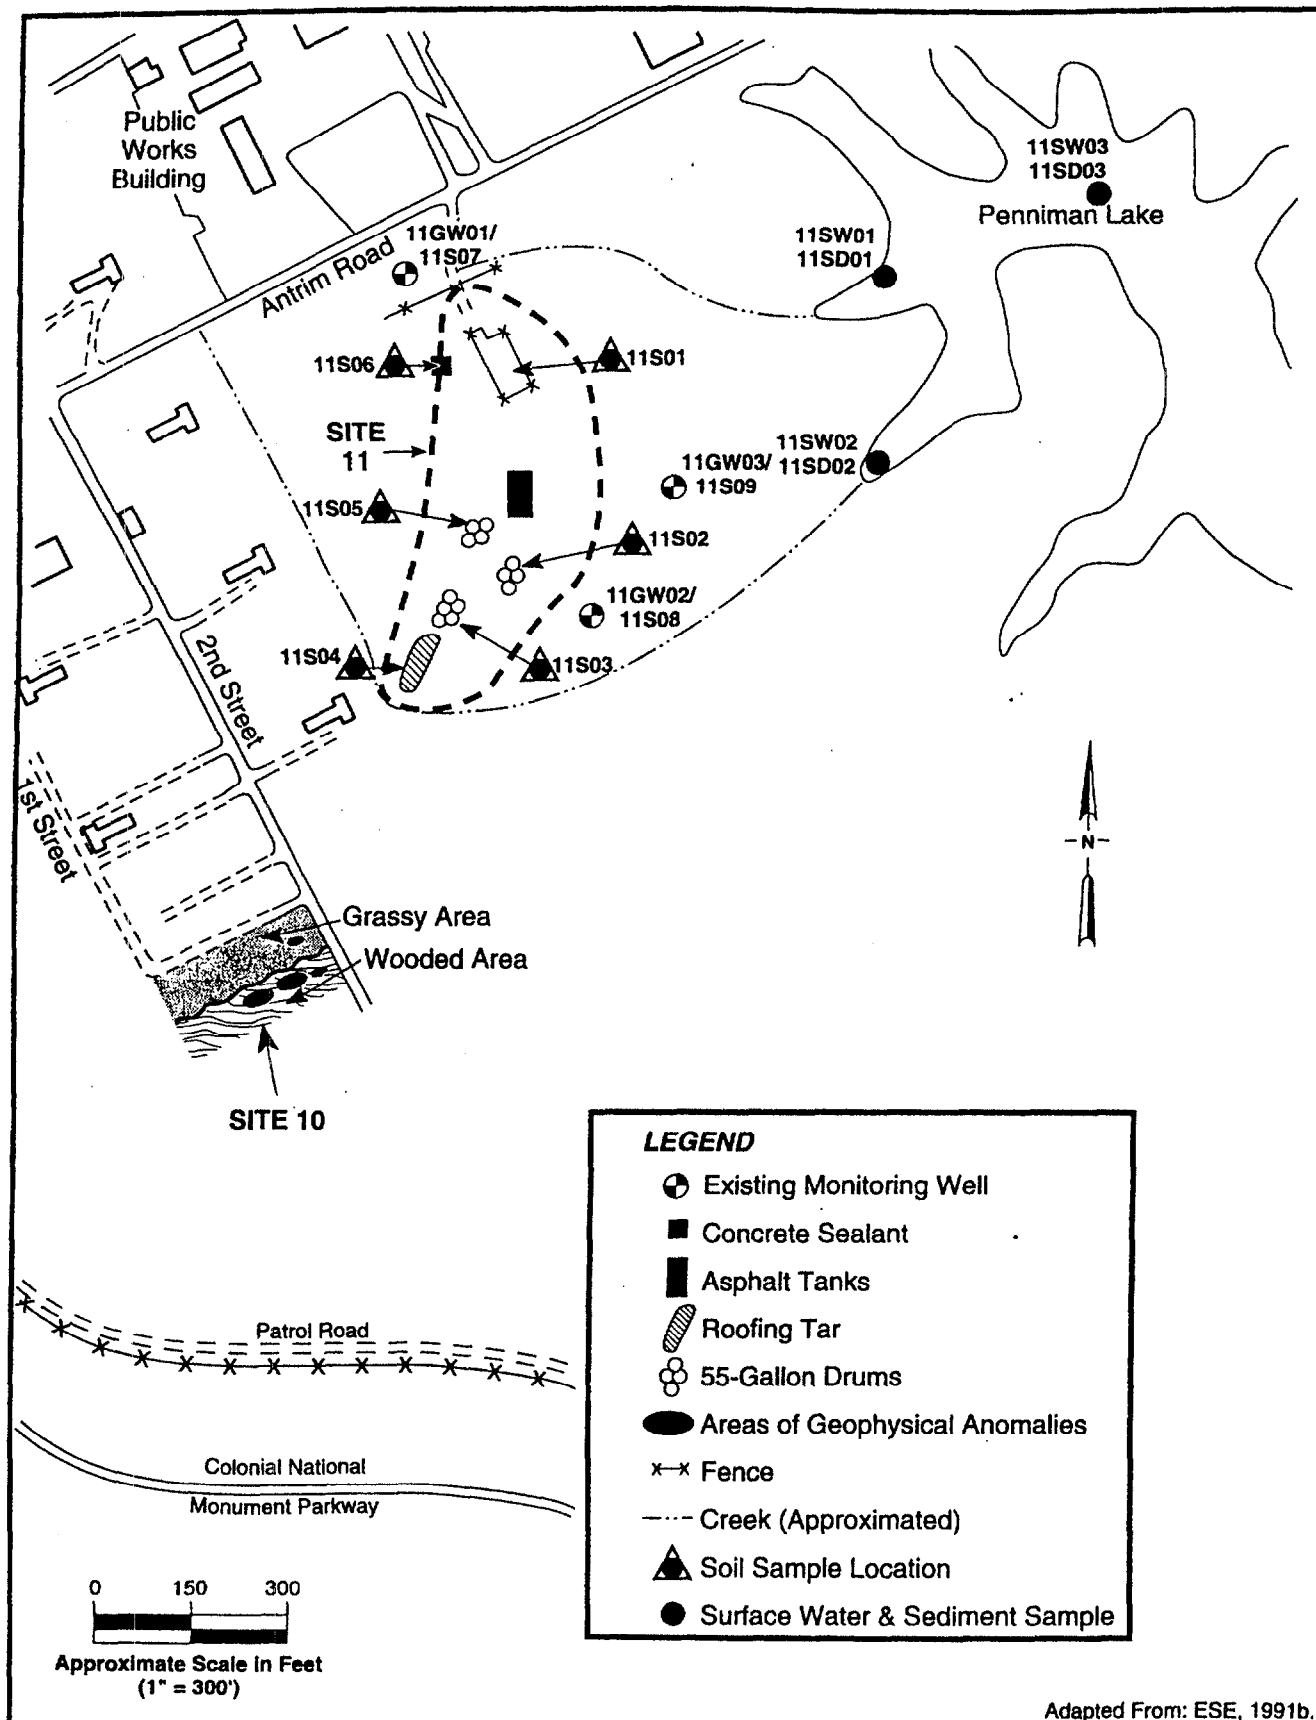 Public
Works
Building
Antrim Road
11GW01/
11S07
11SW03
11SD03
Penniman Lake
11SW01
11SD01
11S06
11S01
SITE
11
11SW02
11SD02
11GW03/
11S09
11S05
11S02
11GW02/
11S08
11S04
11S03
2nd Street
1st Street
N
Grassy Area
Wooded Area
SITE 10
LEGEND
Existing Monitoring Well
Concrete Sealant
Asphalt Tanks
Roofing Tar
55-Gallon Drums
Areas of Geophysical Anomalies
Fence
Creek (Approximated)
Soil Sample Location
Surface Water & Sediment Sample
Patrol Road
Colonial National
Monument Parkway
0 150 300
Approximate Scale in Feet
(1" = 300')
Adapted From: ESE, 1991b.